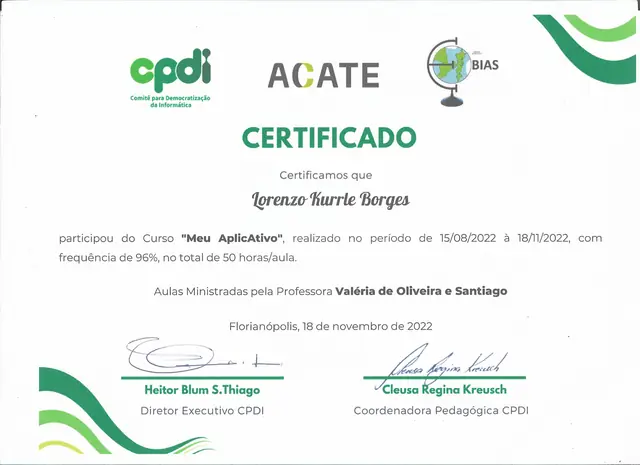 cpdi
Comitê para Democratização
da Informática
ACATE
BIAS
CERTIFICADO
Certificamos que
Lorenzo Kurrle Borges
participou do Curso "Meu AplicAtivo", realizado no período de 15/08/2022 à 18/11/2022, com
frequência de 96%, no total de 50 horas/aula.
Aulas Ministradas pela Professora Valéria de Oliveira e Santiago
Florianópolis, 18 de novembro de 2022
Cleusa Regina Kreusch
Heitor Blum S.Thiago
Cleusa Regina Kreusch
Diretor Executivo CPDI
Coordenadora Pedagógica CPDI